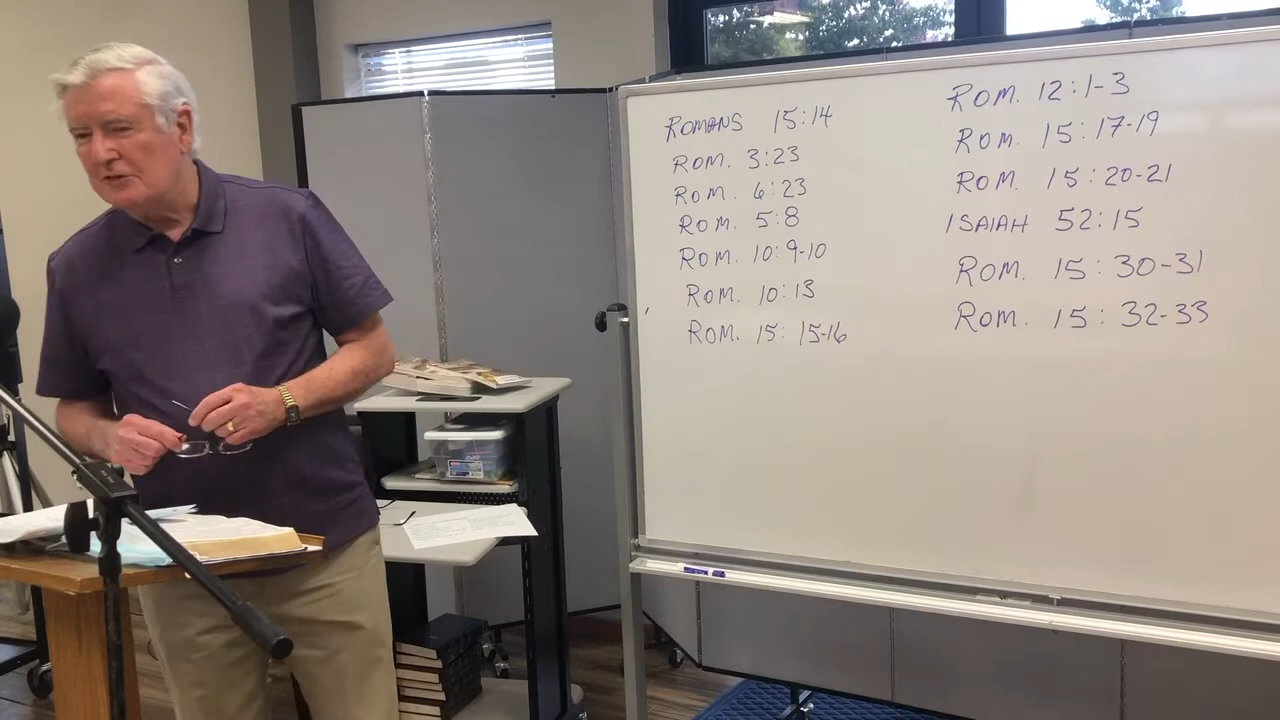 ROMANS 15:14
ROM. 3:23
ROM. 6:23
ROM. 5:8
ROM. 10:9-10
ROM. 10:13
ROM. 15:15-16
ROM. 12:1-3
ROM. 15:17-19
ROM. 15:20-21
ISAIAH 52:15
ROM. 15:30-31
ROM. 15:32-33